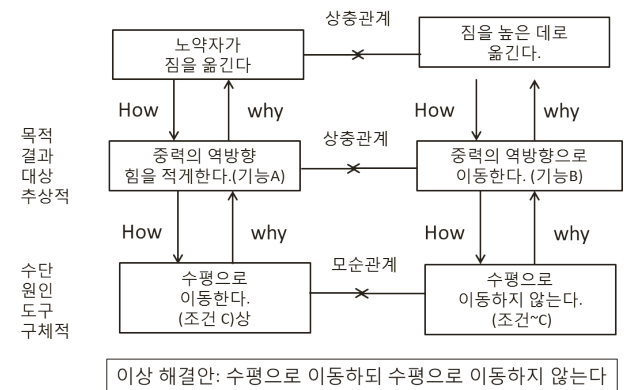 상충관계
노약자가
짐을 옮긴다
짐을 높은 데로
옮긴다.
How
why
How
why
목적
결과
대상
추상적
상충관계
중력의 역방향
힘을 적게한다.(기능A)
중력의 역방향으로
이동한다. (기능B)
How
why
How
why
수단
원인
도구
구체적
모순관계
수평으로
이동한다.
(조건 C)상
수평으로
이동하지 않는다.
(조건~C)
이상 해결안: 수평으로 이동하되 수평으로 이동하지 않는다